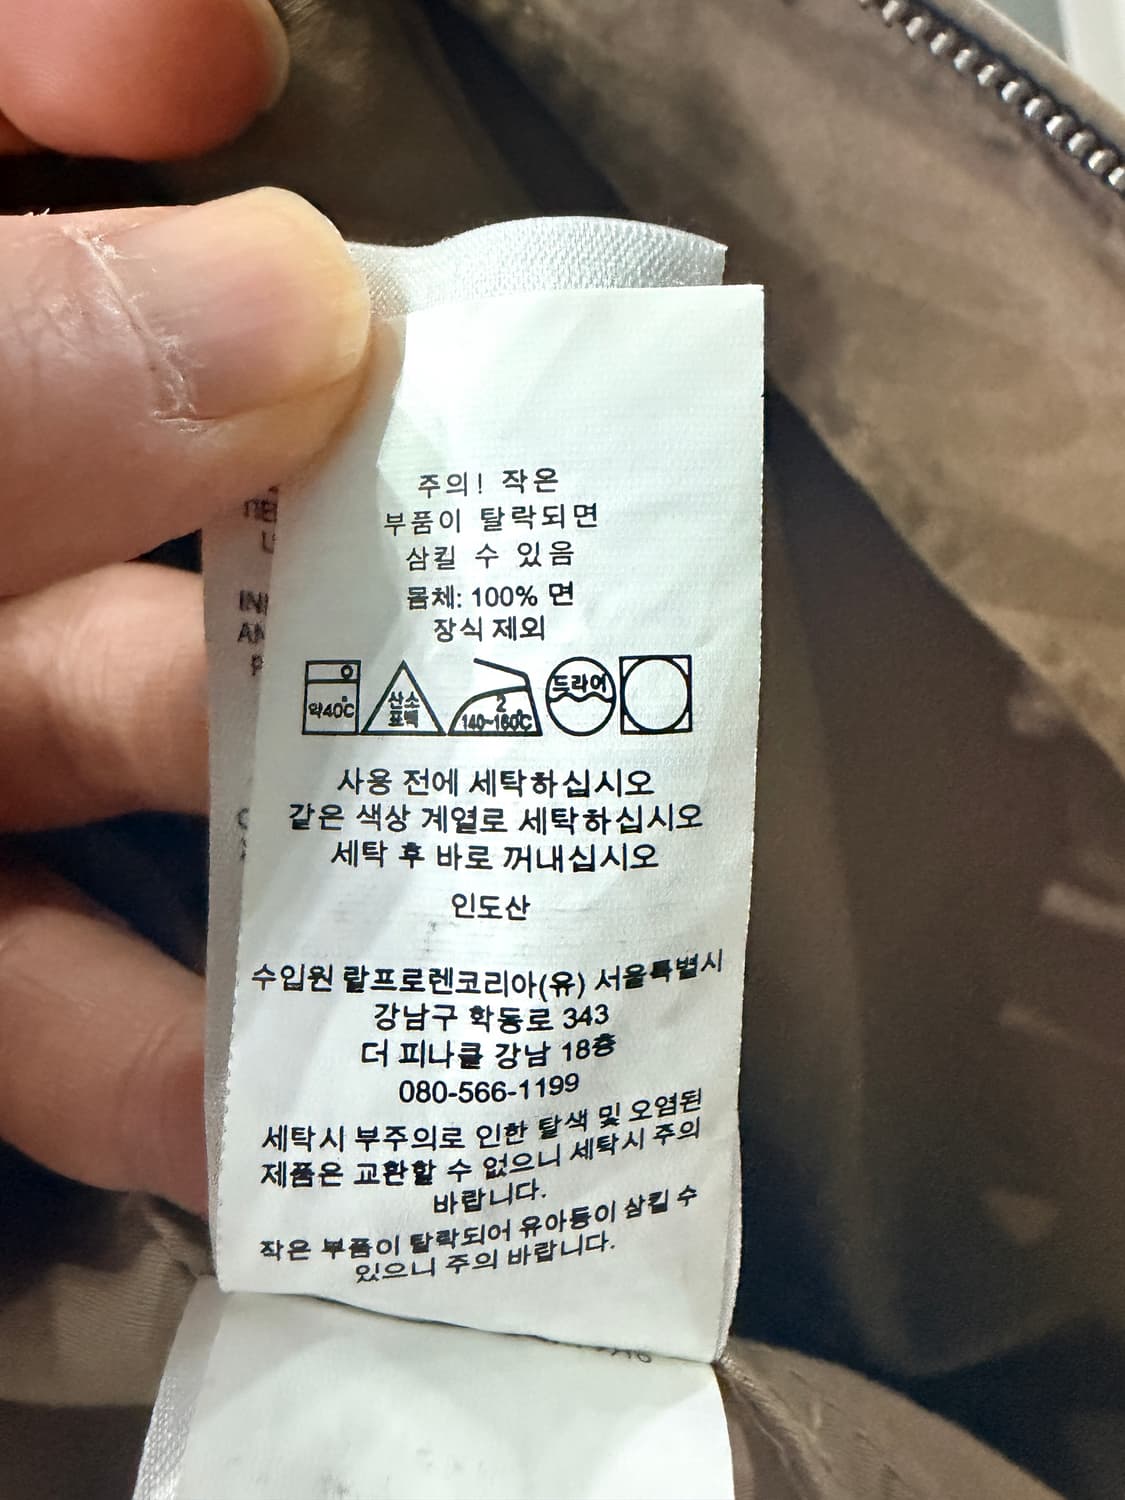 주의! 작은
부품이 탈락되면
삼킬 수 있음
몸체: 100% 면
장식 제외
약40℃
산소
표백
2
140~160℃
드라이
사용 전에 세탁하십시오
같은 색상 계열로 세탁하십시오
세탁 후 바로 꺼내십시오
인도산
수입원 랄프로렌코리아(유) 서울특별시
강남구 학동로 343
더 피나클 강남 18층
080-566-1199
세탁시 부주의로 인한 탈색 및 오염된
제품은 교환할 수 없으니 세탁시 주의
바랍니다.
작은 부품이 탈락되어 유아등이 삼킬 수
있으니 주의 바랍니다.